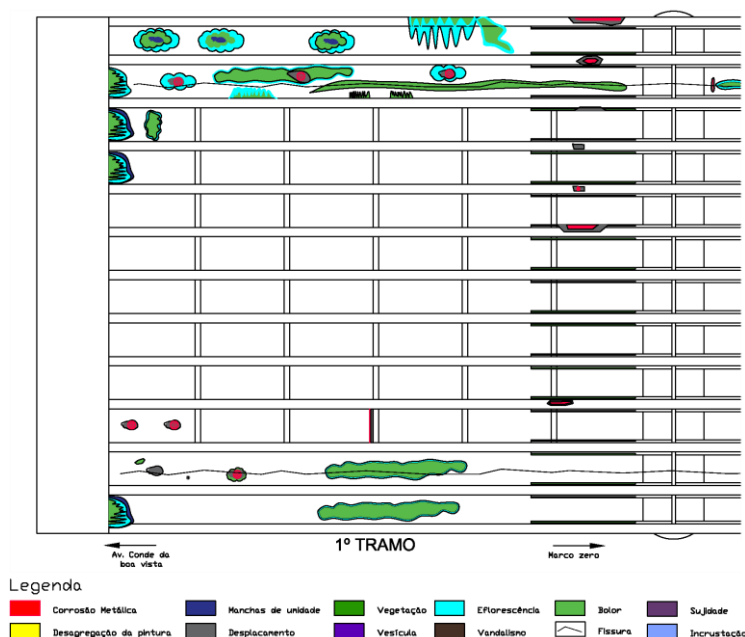 1º TRAMO
Av. Conde da
boa vista
Marco zero
Legenda
Corrosão Metálica
Manchas de unidade
Vegetação
Eflorescência
Bolor
Sujidade
Desagregação da pintura
Desplacamento
Vesícula
Vandalismo
Fissura
Incrustação